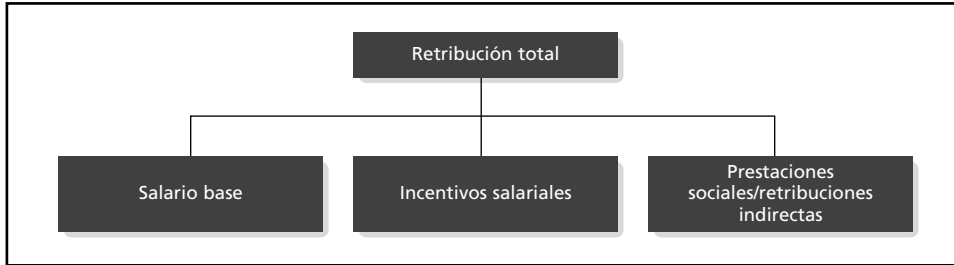 Retribución total
Salario base
Incentivos salariales
Prestaciones
sociales/retribuciones
indirectas